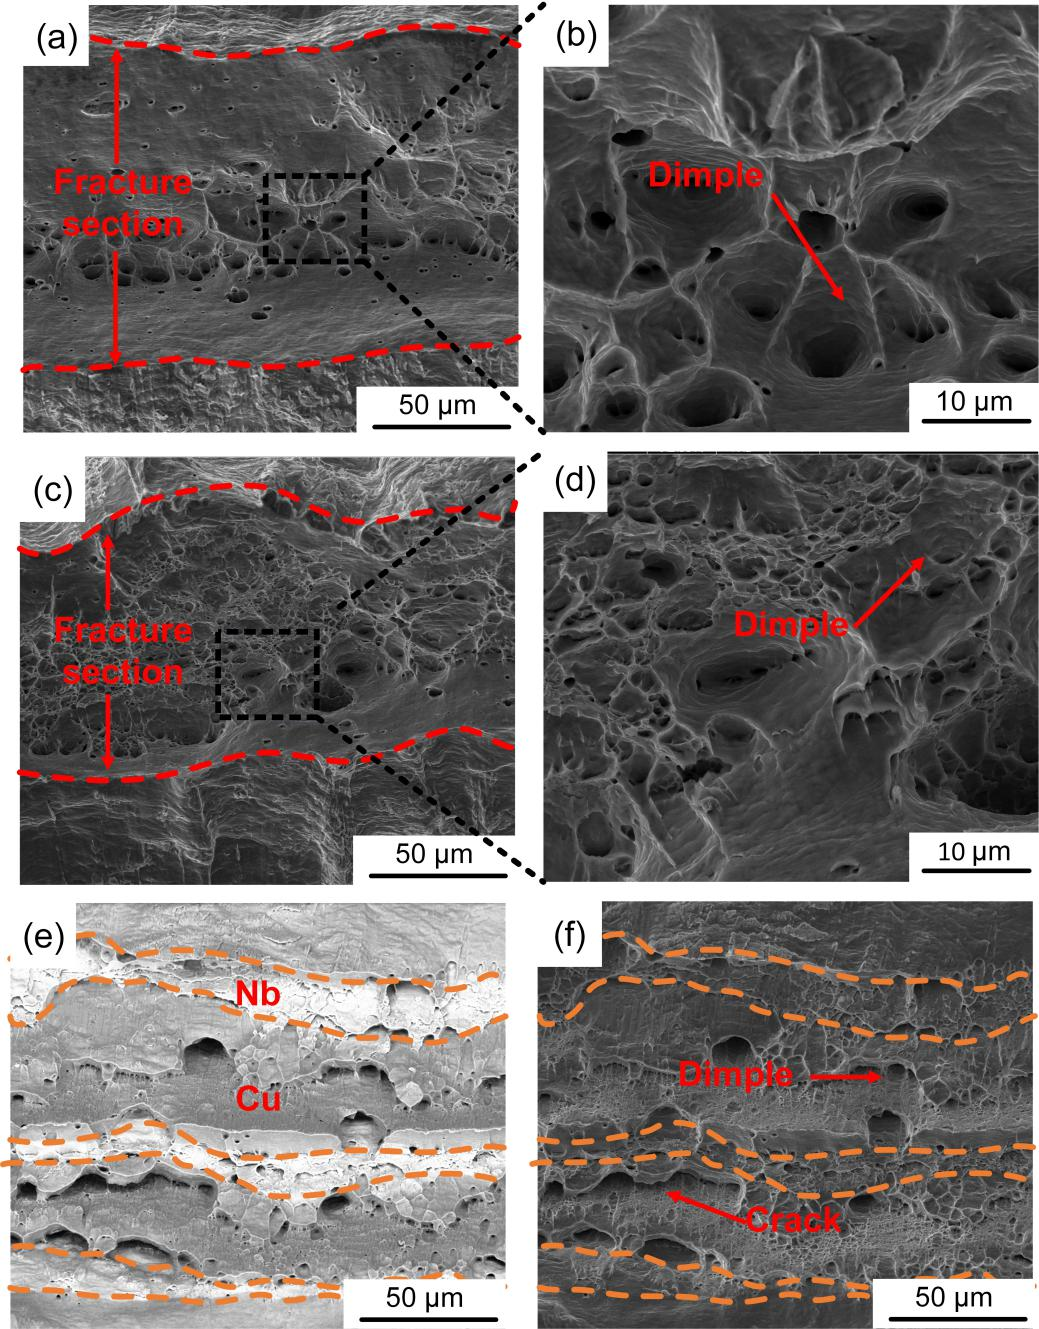 (a)
Fracture
section
50 μm
(b)
Dimple
10 μm
(c)
Fracture
section
50 μm
(d)
Dimple
10 μm
(e)
Nb
Cu
50 μm
(f)
Dimple
Crack
50 μm